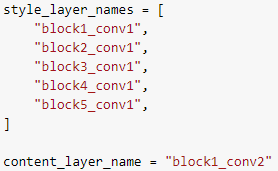 style_layer_names = [
    "block1_conv1",
    "block2_conv1",
    "block3_conv1",
    "block4_conv1",
    "block5_conv1",
]
content_layer_name = "block1_conv2"